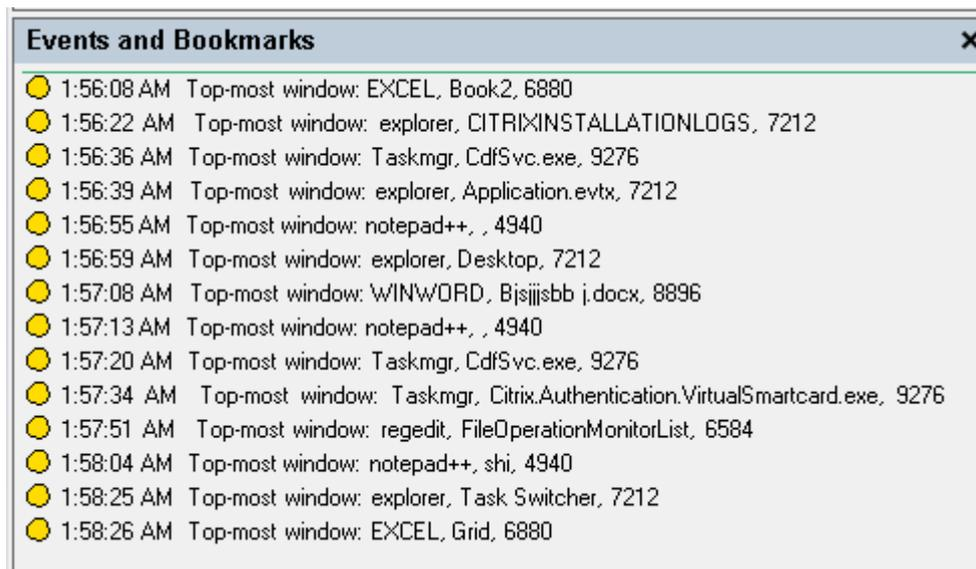 Events and Bookmarks
1:56:08 AM Top-most window: EXCEL, Book2, 6880
1:56:22 AM Top-most window: explorer, CITRIXINSTALLATIONLOGS, 7212
1:56:36 AM Top-most window: Taskmgr, CdfSvc.exe, 9276
1:56:39 AM Top-most window: explorer, Application.evtx, 7212
1:56:55 AM Top-most window: notepad++, , 4940
1:56:59 AM Top-most window: explorer, Desktop, 7212
1:57:08 AM Top-most window: WINWORD, Bjsjjjsbb j.docx, 8896
1:57:13 AM Top-most window: notepad++, , 4940
1:57:20 AM Top-most window: Taskmgr, CdfSvc.exe, 9276
1:57:34 AM Top-most window: Taskmgr, Citrix.Authentication.VirtualSmartcard.exe, 9276
1:57:51 AM Top-most window: regedit, FileOperationMonitorList, 6584
1:58:04 AM Top-most window: notepad++, shi, 4940
1:58:25 AM Top-most window: explorer, Task Switcher, 7212
1:58:26 AM Top-most window: EXCEL, Grid, 6880